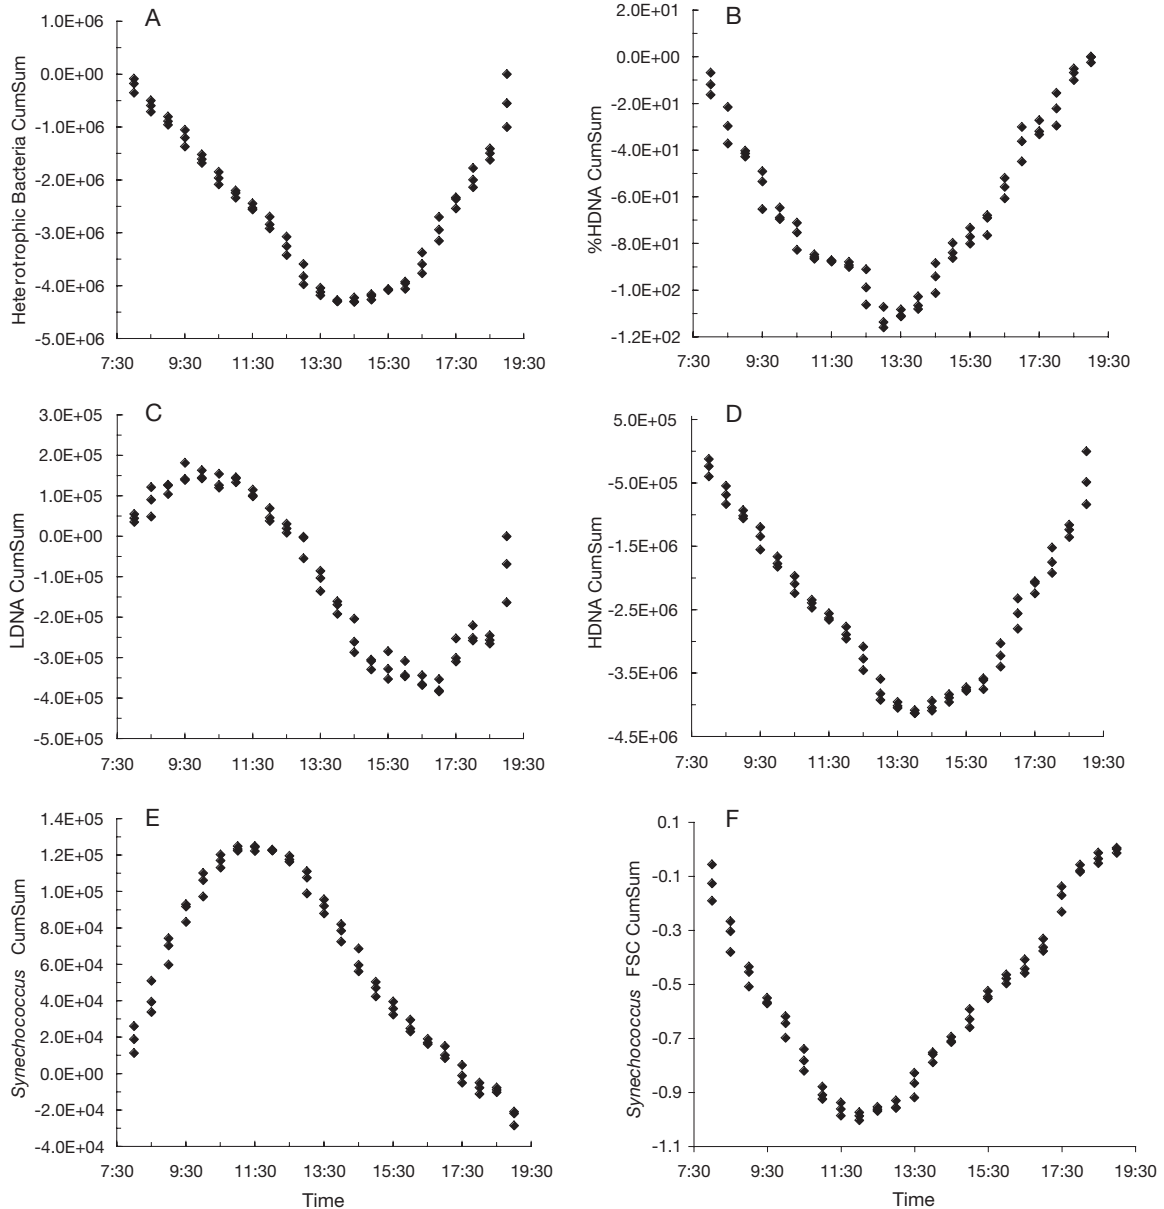 A
Heterotrophic Bacteria CumSum
1.0E+06
0.0E+00
-1.0E+06
-2.0E+06
-3.0E+06
-4.0E+06
-5.0E+06
7:30 9:30 11:30 13:30 15:30 17:30 19:30
B
%HDNA CumSum
2.0E+01
0.0E+00
-2.0E+01
-4.0E+01
-6.0E+01
-8.0E+01
-1.0E+02
-1.2E+02
7:30 9:30 11:30 13:30 15:30 17:30 19:30
C
LDNA CumSum
3.0E+05
2.0E+05
1.0E+05
0.0E+00
-1.0E+05
-2.0E+05
-3.0E+05
-4.0E+05
-5.0E+05
7:30 9:30 11:30 13:30 15:30 17:30 19:30
D
HDNA CumSum
5.0E+05
-5.0E+05
-1.5E+06
-2.5E+06
-3.5E+06
-4.5E+06
7:30 9:30 11:30 13:30 15:30 17:30 19:30
E
Synechococcus CumSum
1.4E+05
1.2E+05
1.0E+05
8.0E+04
6.0E+04
4.0E+04
2.0E+04
0.0E+00
-2.0E+04
-4.0E+04
7:30 9:30 11:30 13:30 15:30 17:30 19:30
Time
F
Synechococcus FSC CumSum
0.1
-0.1
-0.3
-0.5
-0.7
-0.9
-1.1
7:30 9:30 11:30 13:30 15:30 17:30 19:30
Time